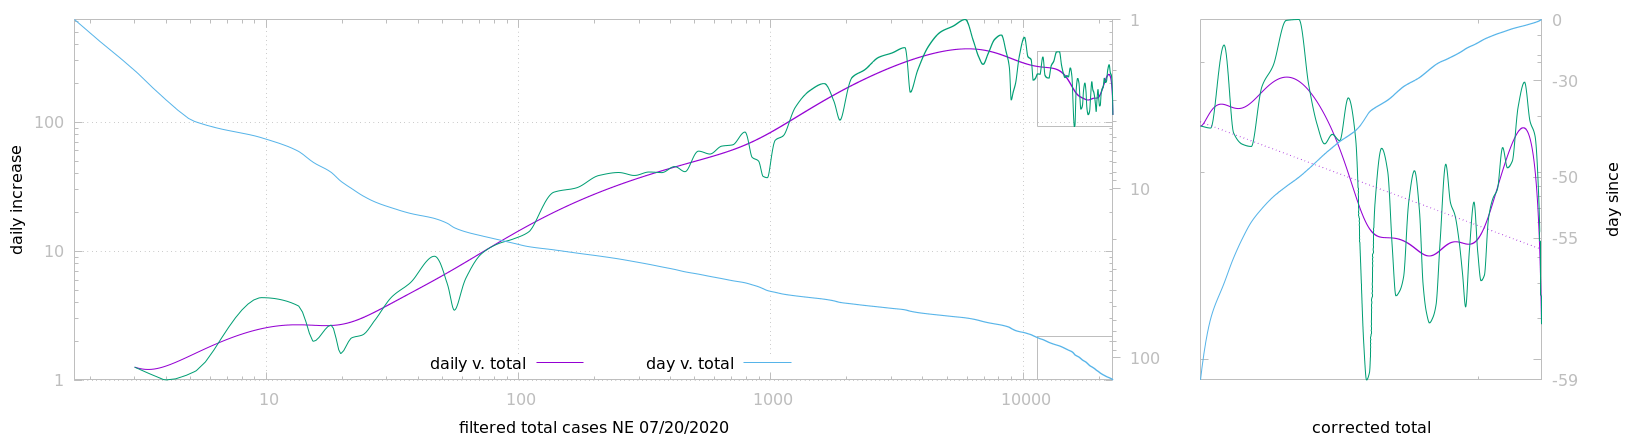 daily increase
100
10
1
10
100
1000
10000
filtered total cases NE 07/20/2020
daily v. total
day v. total
1
10
100
0
-30
-50
-55
-59
day since
corrected total